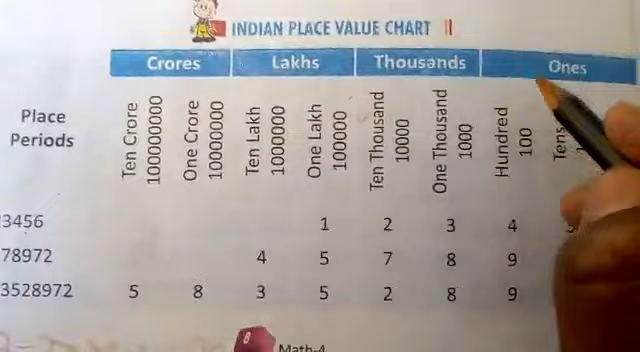 INDIAN PLACE VALUE CHART
Crores Lakhs Thousands Ones
Place
Periods
Ten Crore
100000000
One Crore
10000000
Ten Lakh
1000000
One Lakh
100000
Ten Thousand
10000
One Thousand
1000
Hundred
100
Tens
3456 1 2 3 4
78972 4 5 7 8 9
3528972 5 8 3 5 2 8 9
6 Math-4